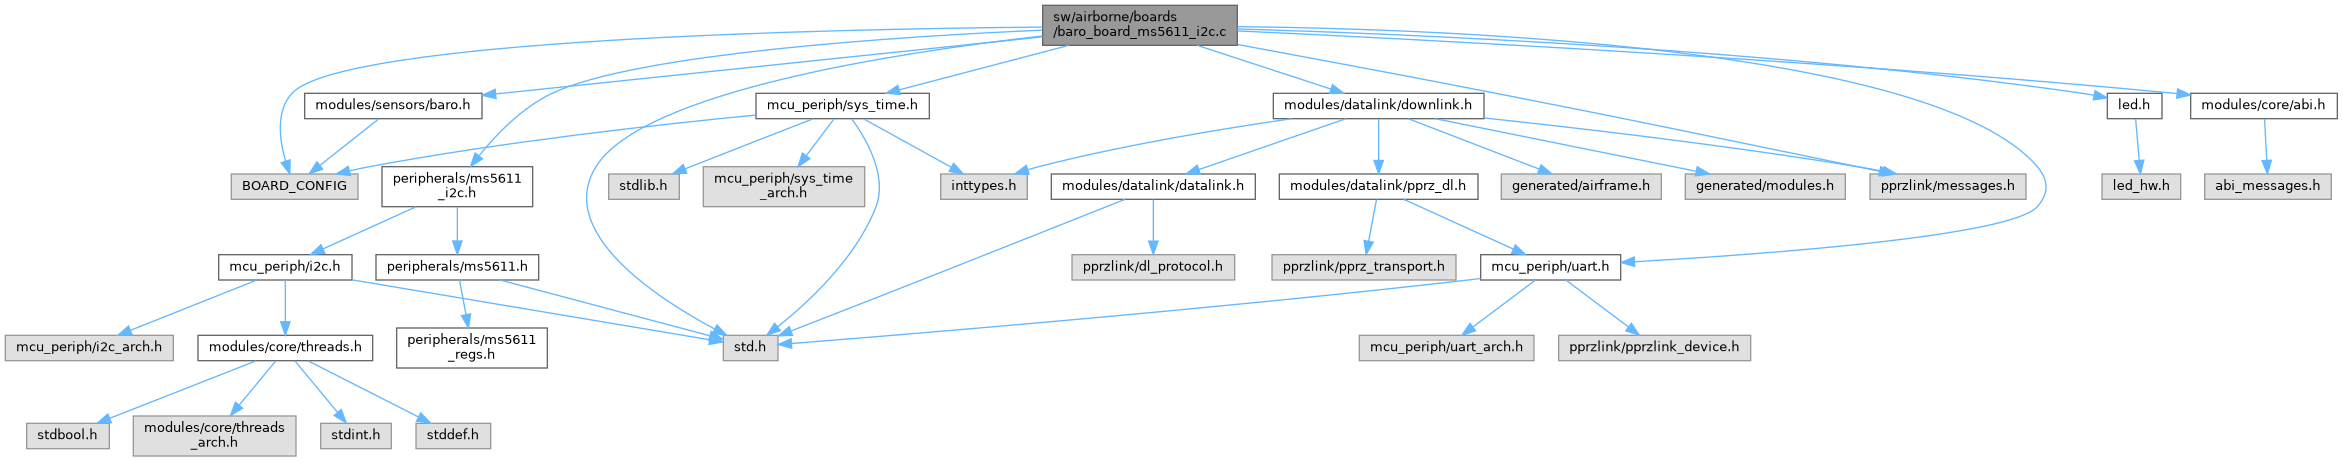 sw/airborne/boards
/baro_board_ms5611_i2c.c
modules/sensors/baro.h
mcu_periph/sys_time.h
modules/datalink/downlink.h
led.h
modules/core/abi.h
BOARD_CONFIG
peripherals/ms5611
_i2c.h
stdlib.h
mcu_periph/sys_time
_arch.h
inttypes.h
modules/datalink/datalink.h
modules/datalink/pprz_dl.h
generated/airframe.h
generated/modules.h
pprzlink/messages.h
led_hw.h
abi_messages.h
mcu_periph/i2c.h
peripherals/ms5611.h
pprzlink/dl_protocol.h
pprzlink/pprz_transport.h
mcu_periph/uart.h
mcu_periph/i2c_arch.h
modules/core/threads.h
peripherals/ms5611
_regs.h
std.h
mcu_periph/uart_arch.h
pprzlink/pprzlink_device.h
stdbool.h
modules/core/threads
_arch.h
stdint.h
stddef.h